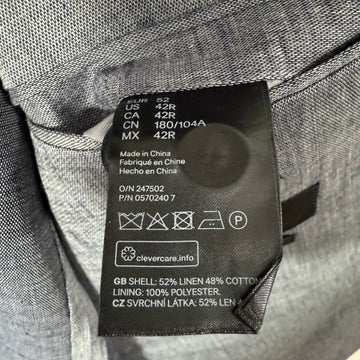 EUR 52
US 42R
CA 42R
CN 180/104A
MX 42R
Made in China
Fabriqué en Chine
Hecho en China
O/N 247502
P/N 0570240 7
P
clevercare.info
GB SHELL: 52% LINEN 48% COTTON
LINING: 100% POLYESTER.
CZ SVRCHNÍ LÁTKA: 52% LEN